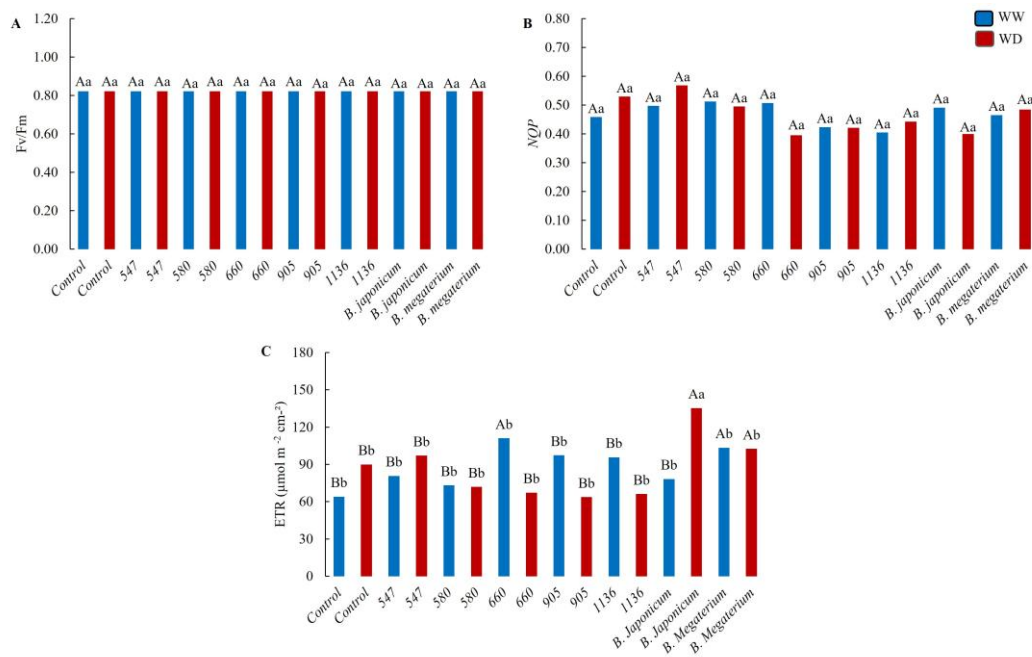 A
1.20
1.00
0.80
0.60
0.40
0.20
0.00
Fv/Fm
Aa Aa Aa Aa Aa Aa Aa Aa Aa Aa Aa Aa Aa Aa Aa Aa
Control Control 547 547 580 580 660 660 905 905 1136 1136 B. japonicum B. japonicum B. megaterium B. megaterium
B
WW
WD
0.80
0.70
0.60
0.50
0.40
0.30
0.20
0.10
0.00
NQP
Aa Aa Aa Aa Aa Aa Aa Aa Aa Aa Aa Aa Aa Aa Aa Aa
Control Control 547 547 580 580 660 660 905 905 1136 1136 B. japonicum B. japonicum B. megaterium B. megaterium
C
180
150
120
90
60
30
0
ETR (µmol m -2 cm-²)
Bb Bb Bb Bb Bb Bb Ab Bb Bb Bb Bb Bb Bb Aa Ab Ab
Control Control 547 547 580 580 660 660 905 905 1136 1136 B. Japonicum B. Japonicum B. Megaterium B. Megaterium